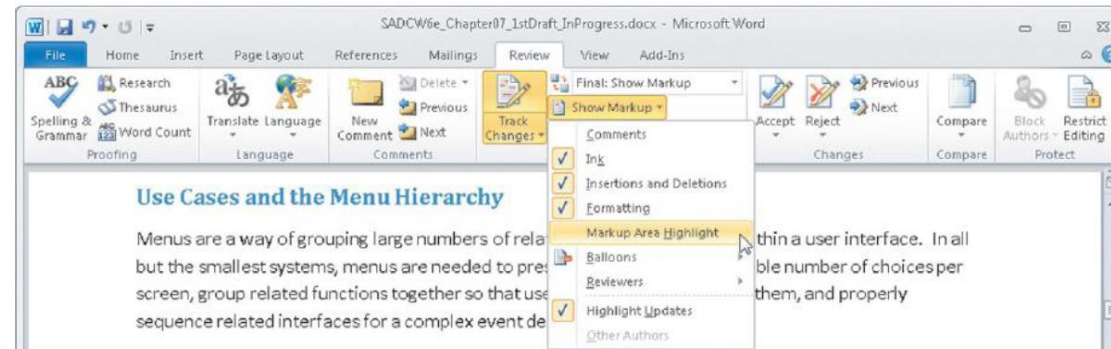 SADCW6e_Chapter07_1stDraft_InProgress.docx - Microsoft Word
File Home Insert Page Layout References Mailings Review View Add-Ins
ABC Spelling & Grammar
Research
Thesaurus
ABC 123 Word Count
Proofing
Translate
Language
Language
New Comment
Delete
Previous
Next
Comments
Track Changes
Final: Show Markup
Show Markup
Comments
Ink
Insertions and Deletions
Formatting
Markup Area Highlight
Balloons
Reviewers
Highlight Updates
Other Authors
Accept
Reject
Previous
Next
Changes
Compare
Compare
Block Authors
Restrict Editing
Protect
Use Cases and the Menu Hierarchy
Menus are a way of grouping large numbers of rela thin a user interface. In all
but the smallest systems, menus are needed to pres ble number of choices per
screen, group related functions together so that use them, and properly
sequence related interfaces for a complex event de